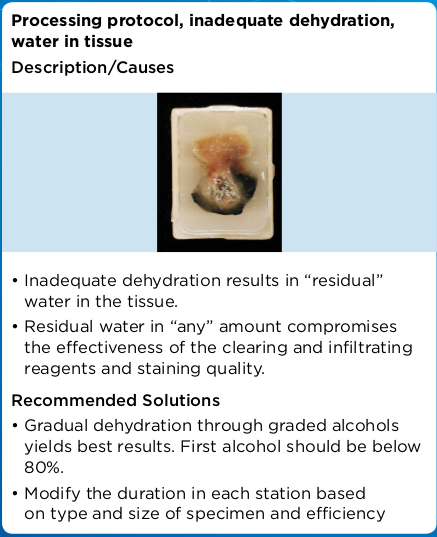 Processing protocol, inadequate dehydration,
water in tissue
Description/Causes
• Inadequate dehydration results in “residual”
water in the tissue.
• Residual water in “any” amount compromises
the effectiveness of the clearing and infiltrating
reagents and staining quality.
Recommended Solutions
• Gradual dehydration through graded alcohols
yields best results. First alcohol should be below
80%.
• Modify the duration in each station based
on type and size of specimen and efficiency